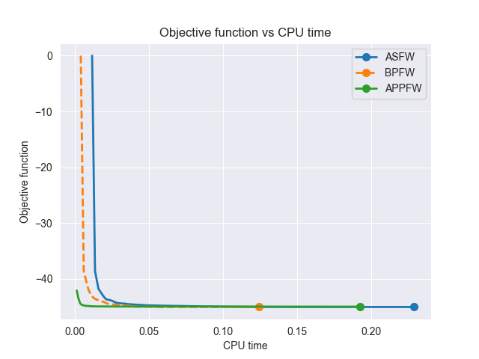 Objective function vs CPU time
ASFW
BPFW
APPFW
0
−10
−20
−30
−40
Objective function
0.00
0.05
0.10
0.15
0.20
CPU time